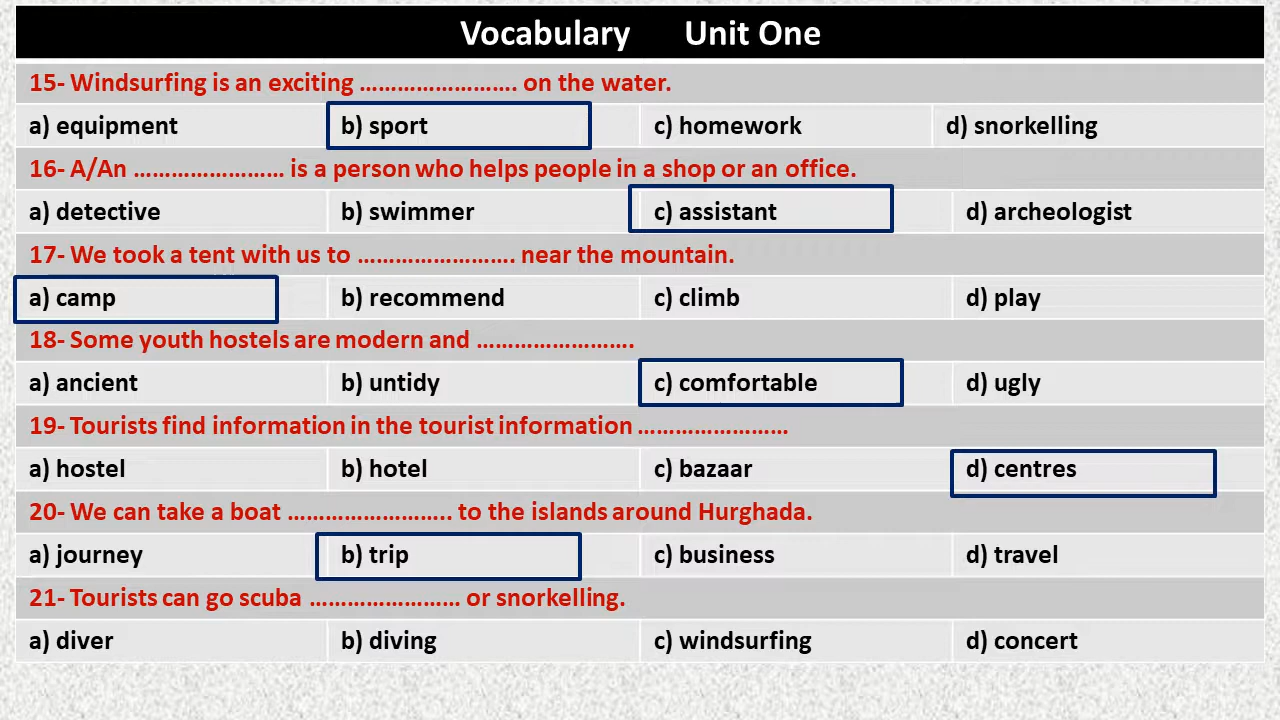 Vocabulary Unit One
15- Windsurfing is an exciting ……………………. on the water.
a) equipment b) sport c) homework d) snorkelling
16- A/An …………………… is a person who helps people in a shop or an office.
a) detective b) swimmer c) assistant d) archeologist
17- We took a tent with us to ……………………. near the mountain.
a) camp b) recommend c) climb d) play
18- Some youth hostels are modern and …………………….
a) ancient b) untidy c) comfortable d) ugly
19- Tourists find information in the tourist information ……………………
a) hostel b) hotel c) bazaar d) centres
20- We can take a boat …………………….. to the islands around Hurghada.
a) journey b) trip c) business d) travel
21- Tourists can go scuba …………………… or snorkelling.
a) diver b) diving c) windsurfing d) concert